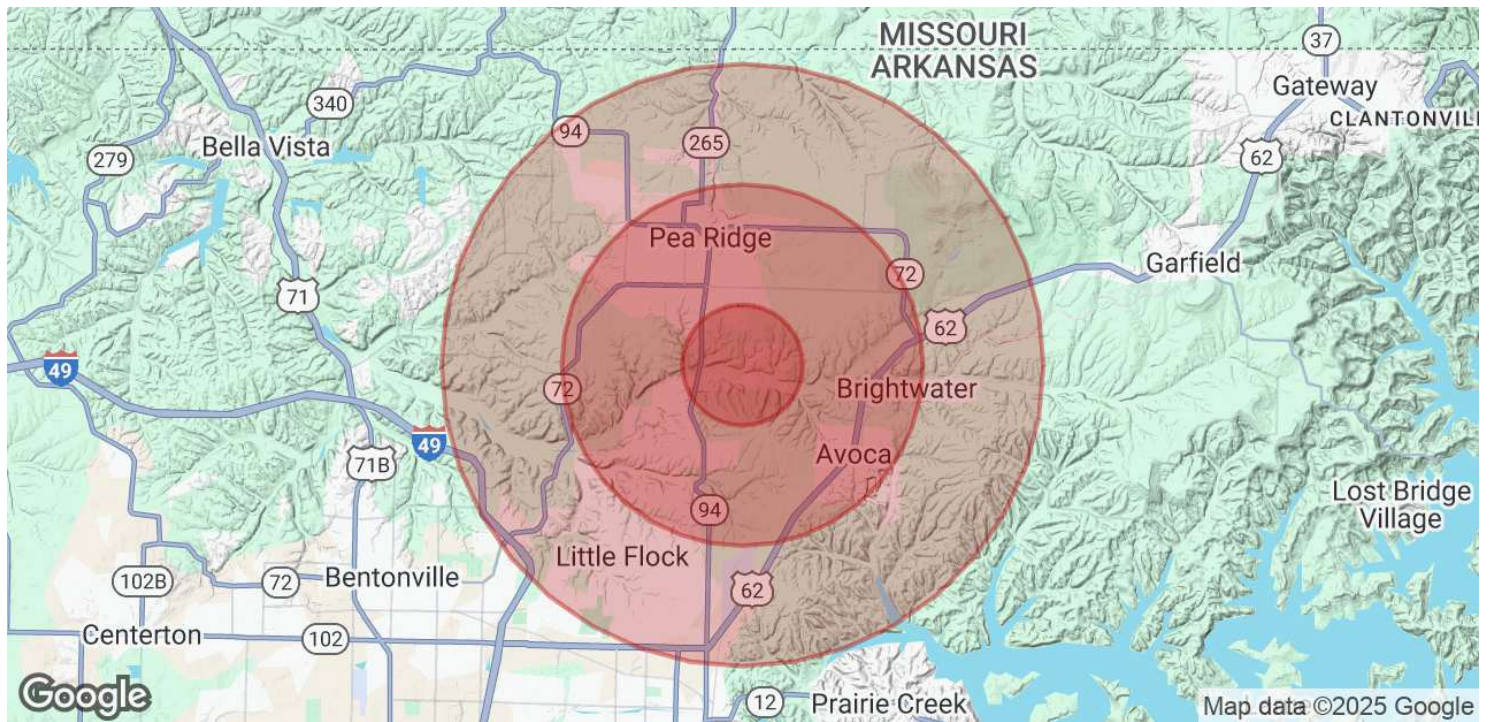 MISSOURI
ARKANSAS
37
Gateway
CLANTONVILL
340
94
265
Bella Vista
279
62
Pea Ridge
Garfield
72
71
62
49
72
Brightwater
49
71B
Avoca
Lost Bridge
Village
94
Little Flock
102B
72
Bentonville
62
Centerton
102
12
Prairie Creek
Google
Map data ©2025 Google